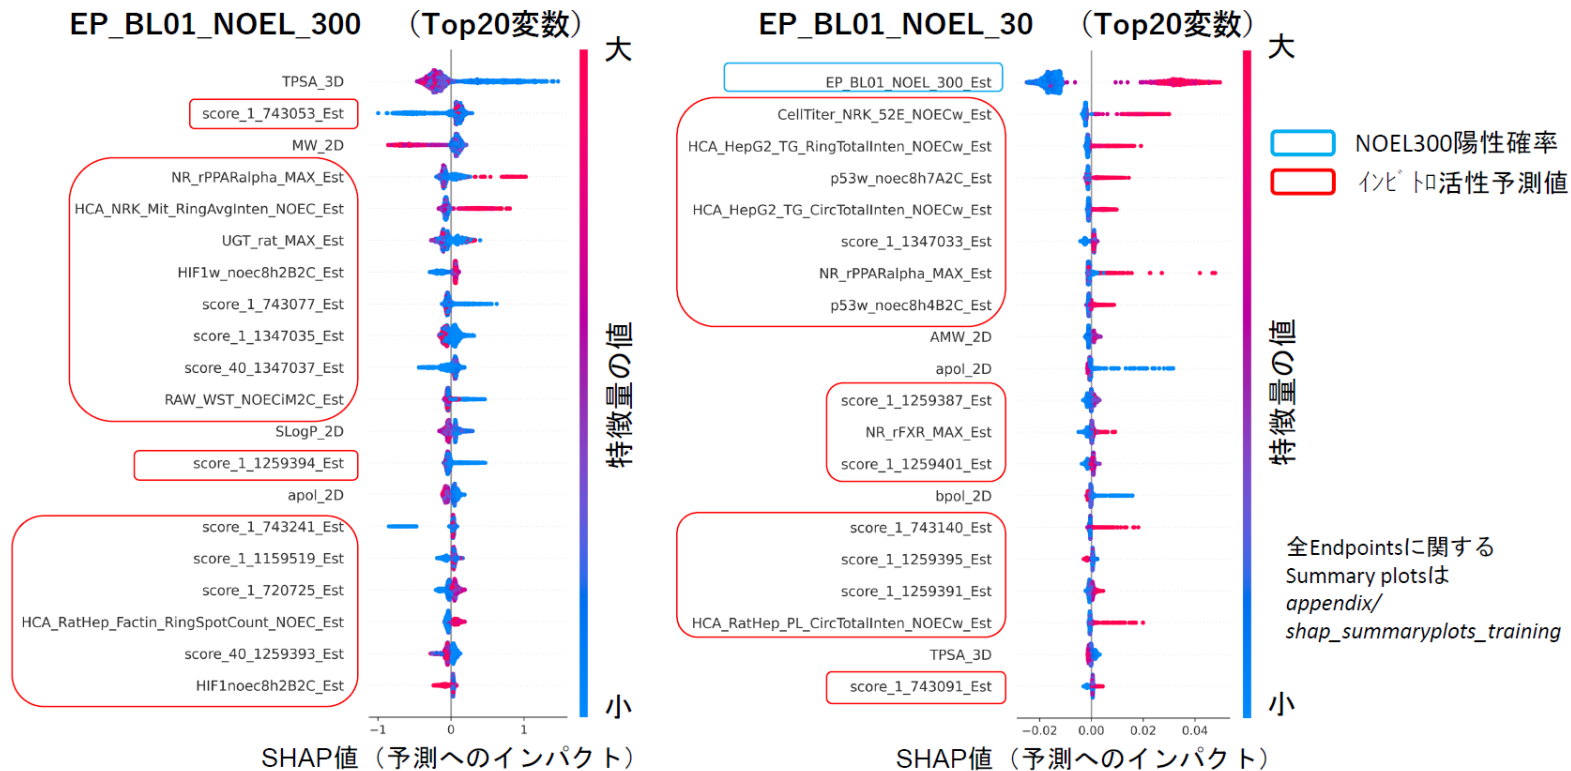 EP_BL01_NOEL_300 （Top20変数）
大
TPSA_3D
score_1_743053_Est
MW_2D
NR_rPPARalpha_MAX_Est
HCA_NRK_Mit_RingAvgInten_NOEC_Est
UGT_rat_MAX_Est
HIF1w_noec8h2B2C_Est
score_1_743077_Est
score_1_1347035_Est
score_40_1347037_Est
RAW_WST_NOECiM2C_Est
SLogP_2D
score_1_1259394_Est
apol_2D
score_1_743241_Est
score_1_1159519_Est
score_1_720725_Est
HCA_RatHep_Factin_RingSpotCount_NOEC_Est
score_40_1259393_Est
HIF1noec8h2B2C_Est
特徴量の値
小
−1 0 1
SHAP値（予測へのインパクト）
EP_BL01_NOEL_30 （Top20変数）
大
EP_BL01_NOEL_300_Est
CellTiter_NRK_52E_NOECw_Est
HCA_HepG2_TG_RingTotalInten_NOECw_Est
p53w_noec8h7A2C_Est
HCA_HepG2_TG_CircTotalInten_NOECw_Est
score_1_1347033_Est
NR_rPPARalpha_MAX_Est
p53w_noec8h4B2C_Est
AMW_2D
apol_2D
score_1_1259387_Est
NR_rFXR_MAX_Est
score_1_1259401_Est
bpol_2D
score_1_743140_Est
score_1_1259395_Est
score_1_1259391_Est
HCA_RatHep_PL_CircTotalInten_NOECw_Est
TPSA_3D
score_1_743091_Est
特徴量の値
小
−0.02 0.00 0.02 0.04
SHAP値（予測へのインパクト）
NOEL300陽性確率
ｲﾝﾋﾞﾄﾛ活性予測値
全Endpointsに関する
Summary plotsは
appendix/
shap_summaryplots_training